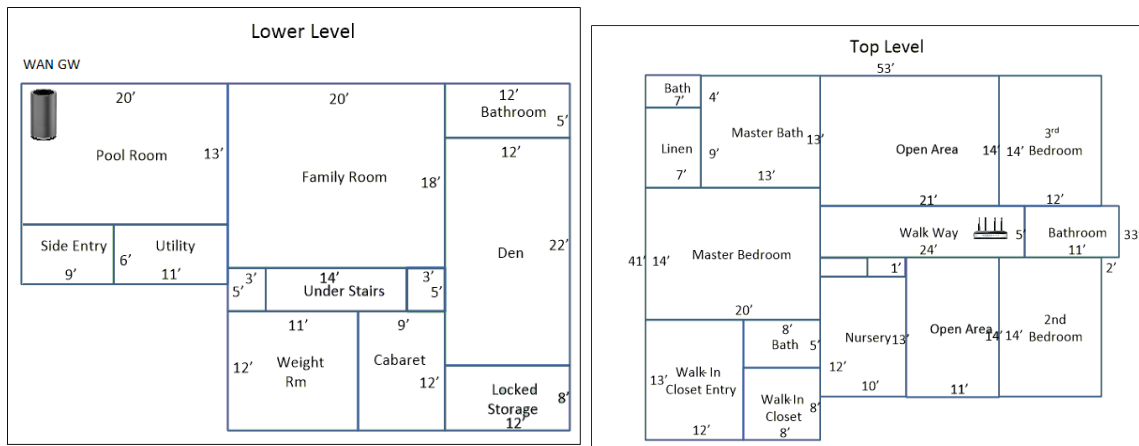 Lower Level
WAN GW
20′
20′
12′
Bathroom
5′
13′
Pool Room
12′
Family Room
18′
Side Entry
Utility
6′
9′
11′
22′
Den
3′
14′
3′
5′
Under Stairs
5′
11′
9′
12′
Weight
Rm
Cabaret
12′
Locked
Storage
8′
12′
Top Level
53′
Bath
7′
4′
Master Bath
13′
3rd
Bedroom
Linen
9′
Open Area
14′
14′
7′
13′
21′
12′
Walk Way
5′
Bathroom
33′
24′
11′
41′
14′
Master Bedroom
1′
2′
20′
8′
Bath
5′
Nursery
13′
Open Area
14′
14′
2nd
Bedroom
13′
Walk-In
Closet Entry
12′
10′
11′
Walk-In
Closet
8′
12′
8′